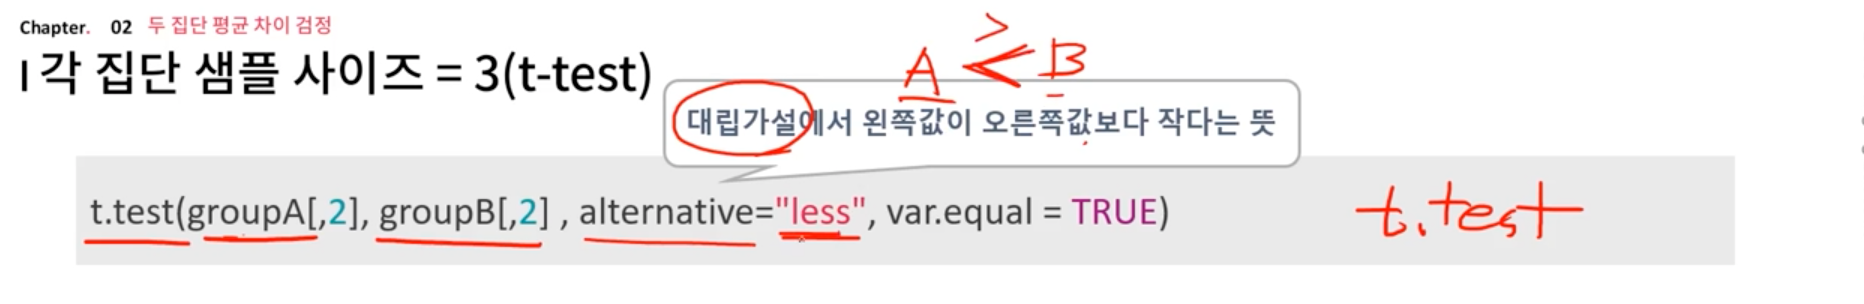 Chapter. 02 두 집단 평균 차이 검정
I 각 집단 샘플 사이즈 = 3(t-test)
>
A < B
대립가설에서 왼쪽값이 오른쪽값보다 작다는 뜻
t.test(groupA[,2], groupB[,2] , alternative="less", var.equal = TRUE)
t.test